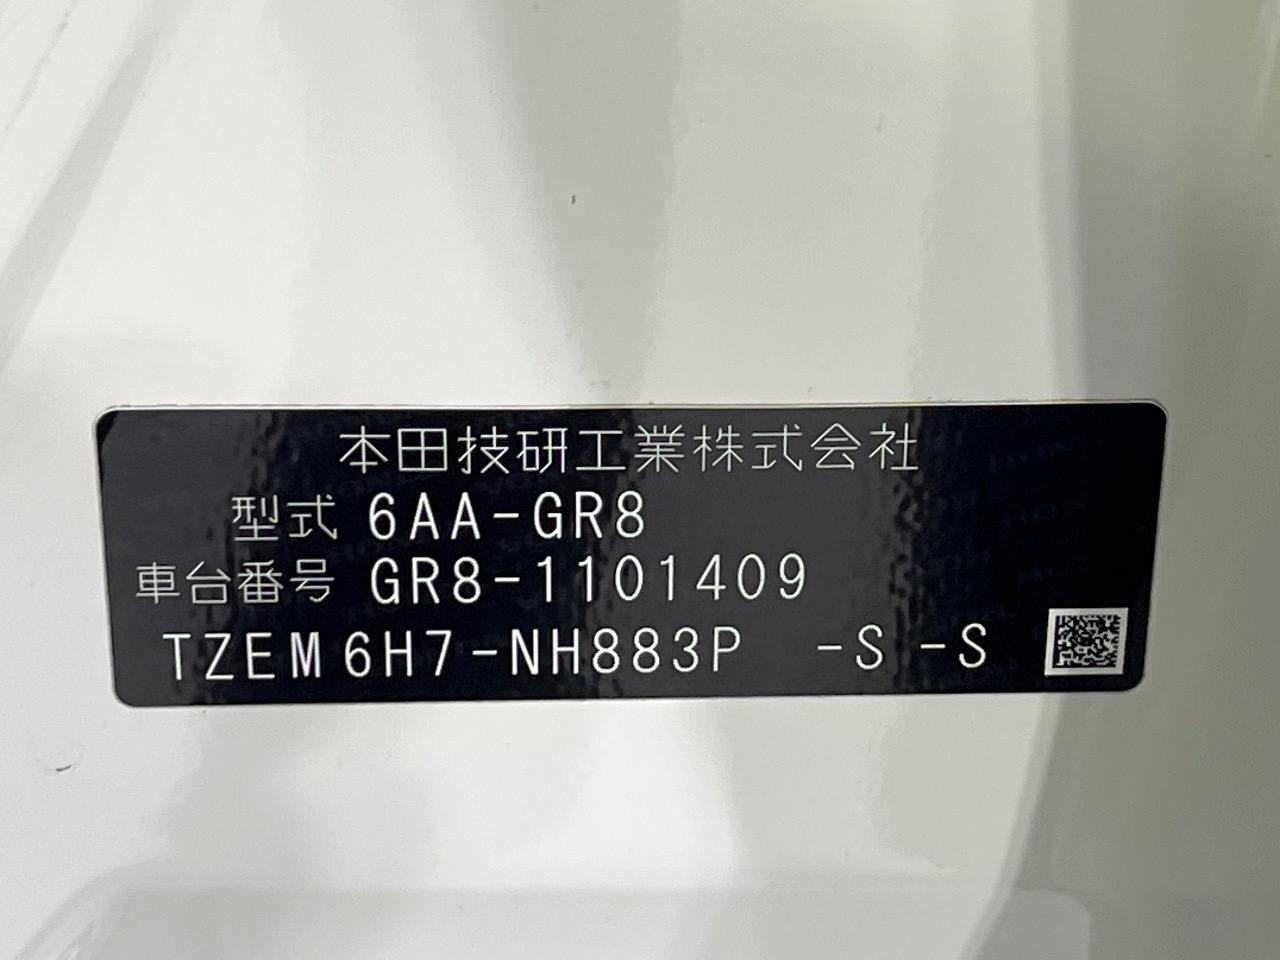 本田技研工業株式会社
型式 6AA-GR8
車台番号 GR8-1101409
TZEM6H7-NH883P -S -S